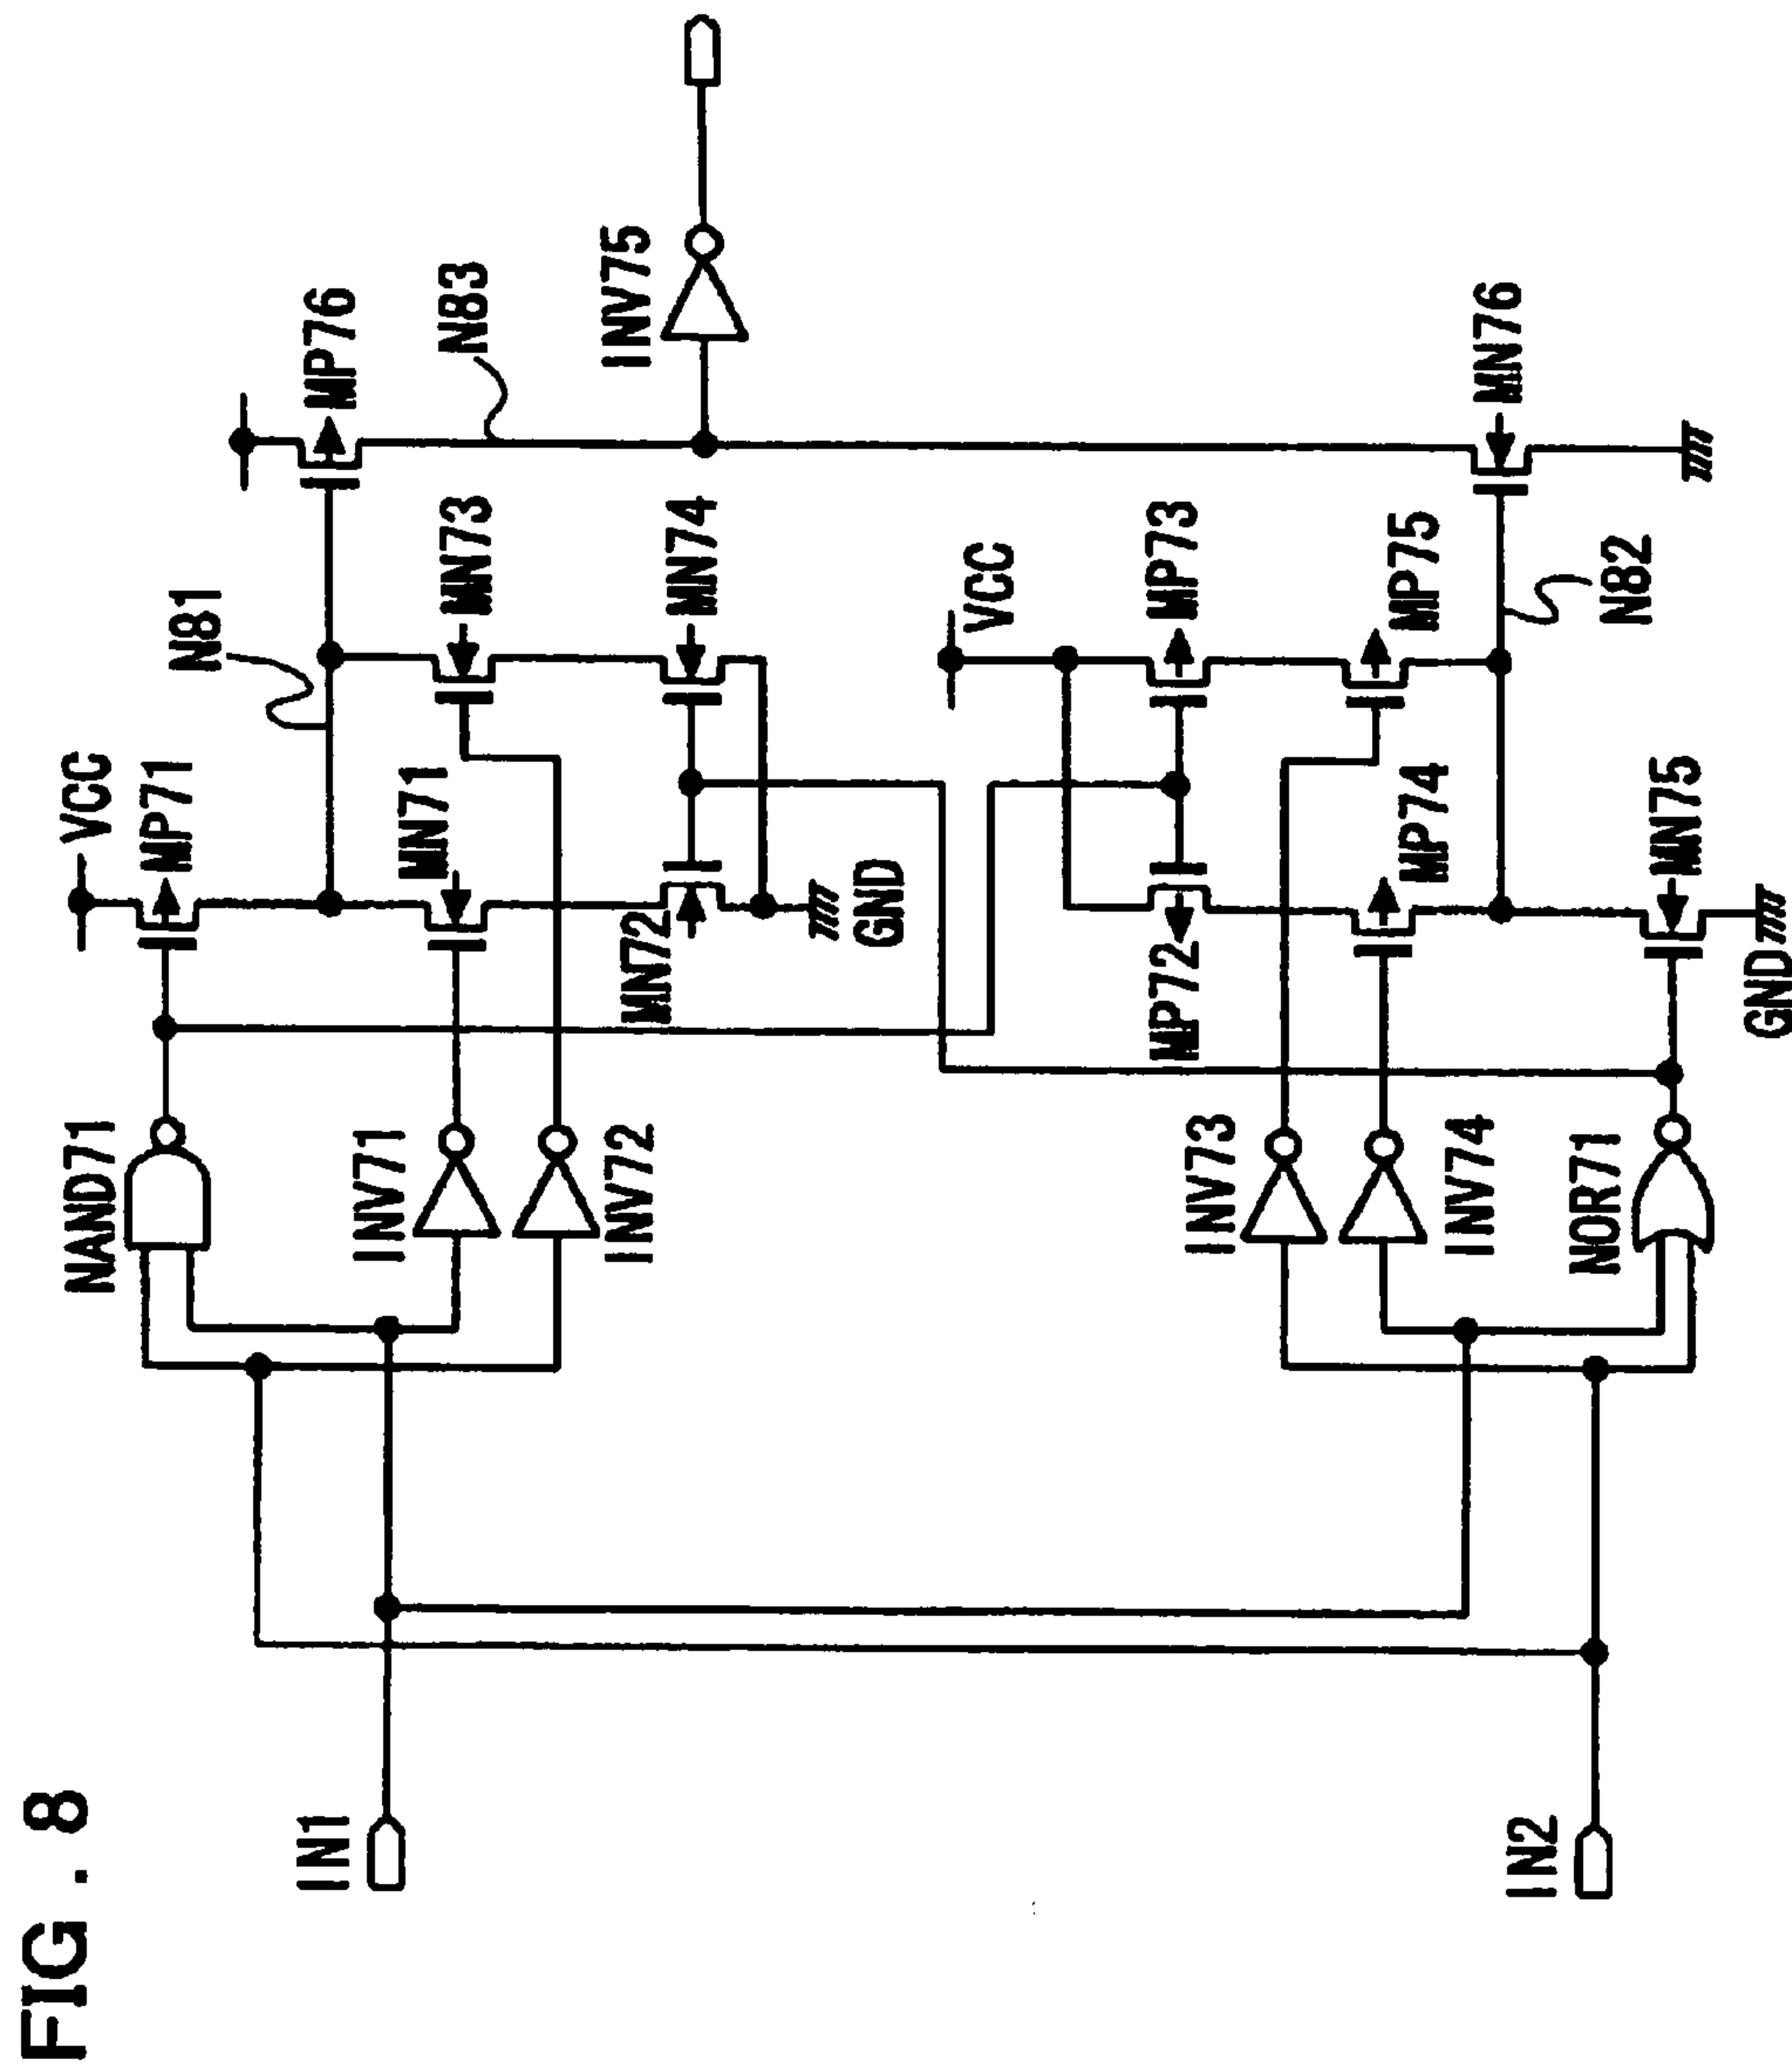 FIG. 8
IN1
IN2
NAND71
INV71
INV72
INV73
INV74
NOR71
VCC
MP71
N81
MN71
MN72
GND
MN73
MN74
MP76
N83
INV75
VCC
MP72
MP73
MP74
MP75
MN75
GND
N82
MN76